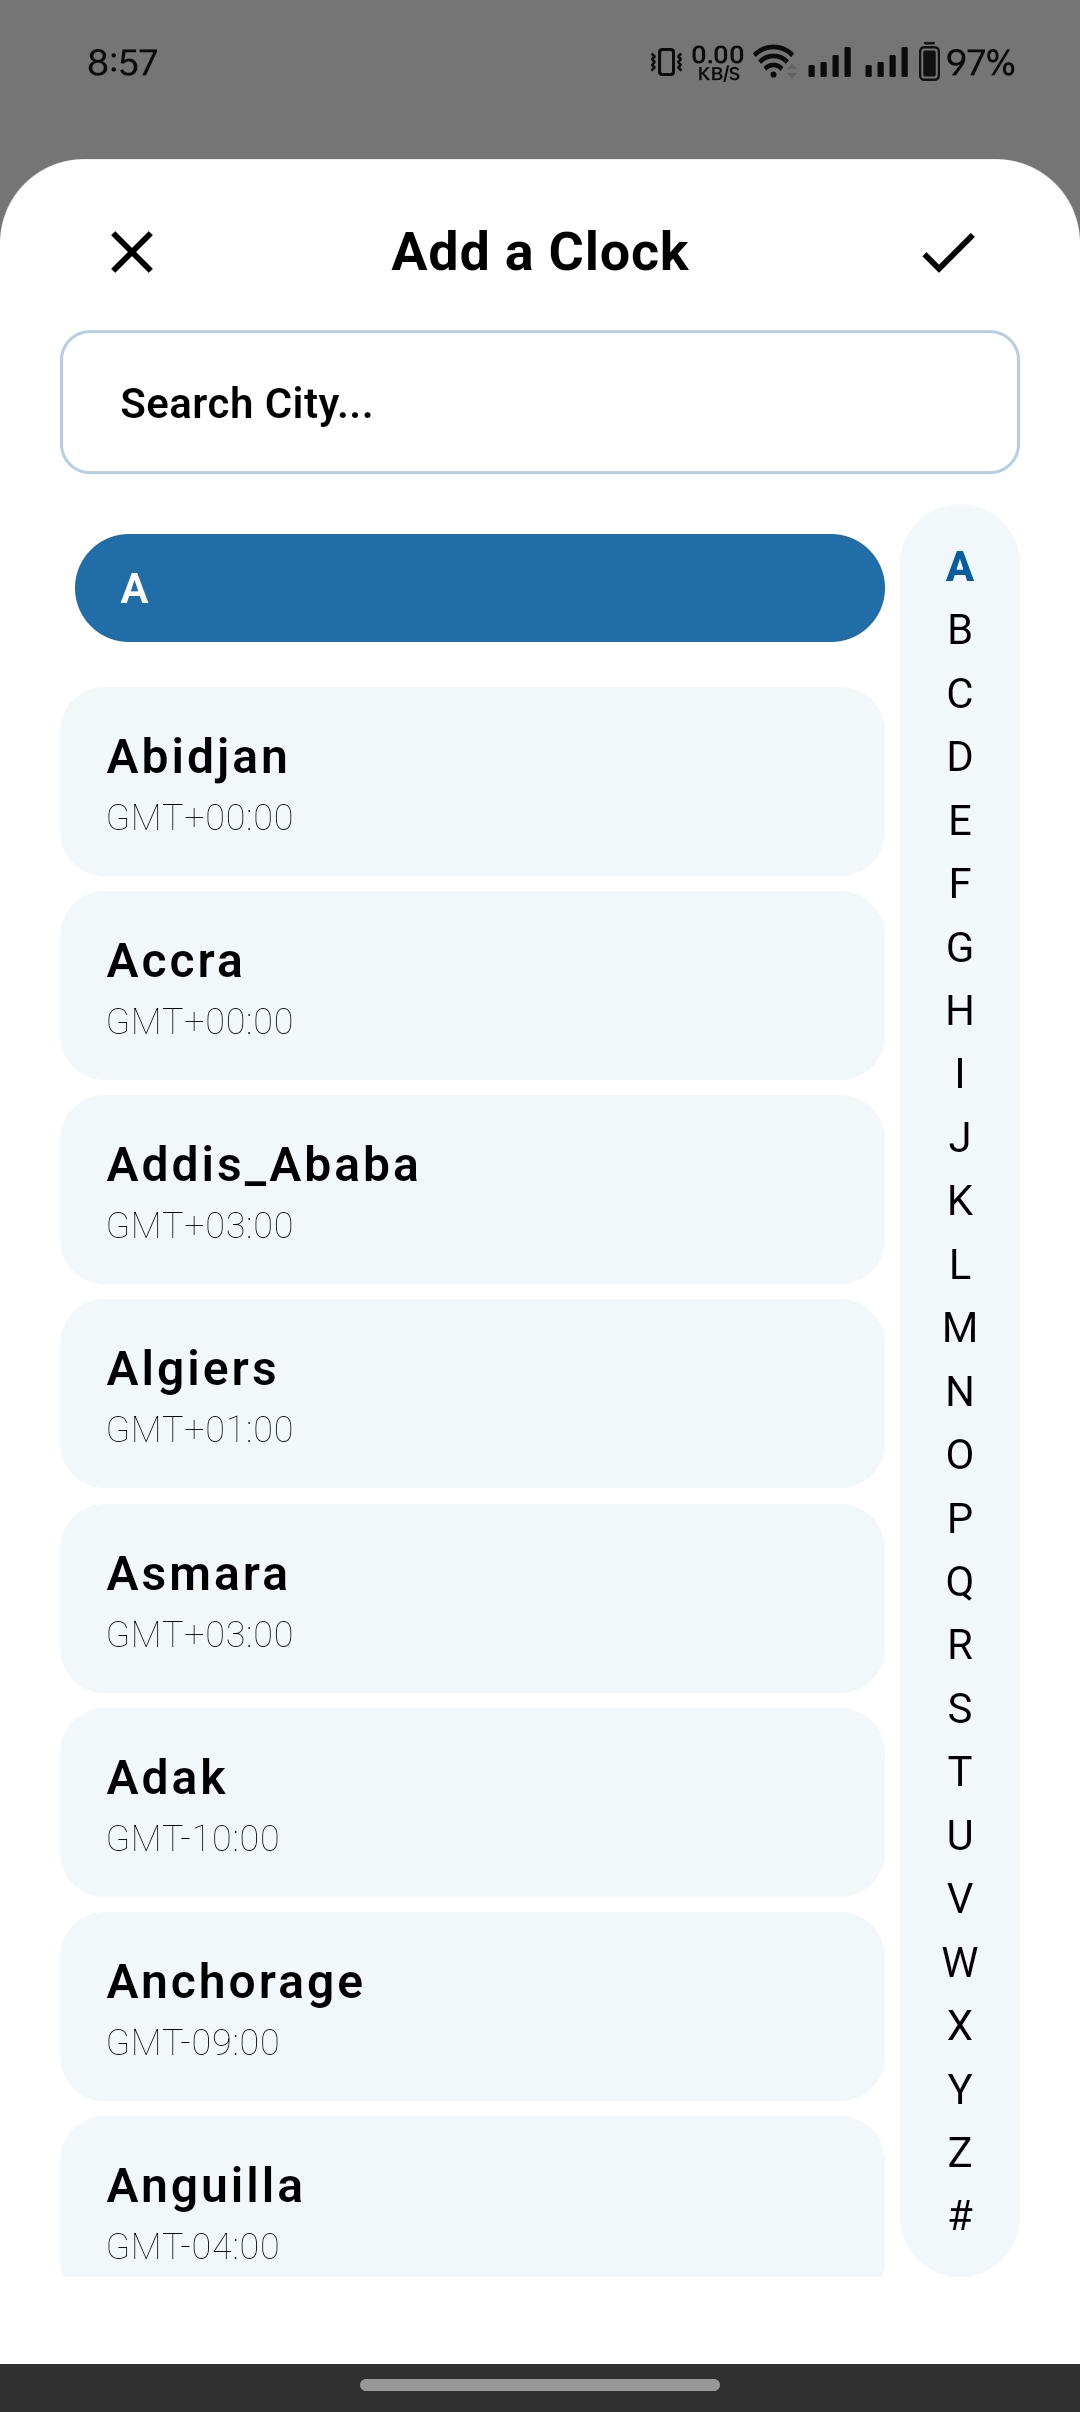 8:57
0.00
KB/S
97%
Add a Clock
Search City...
A
Abidjan
GMT+00:00
Accra
GMT+00:00
Addis_Ababa
GMT+03:00
Algiers
GMT+01:00
Asmara
GMT+03:00
Adak
GMT-10:00
Anchorage
GMT-09:00
Anguilla
GMT-04:00
A
B
C
D
E
F
G
H
I
J
K
L
M
N
O
P
Q
R
S
T
U
V
W
X
Y
Z
#